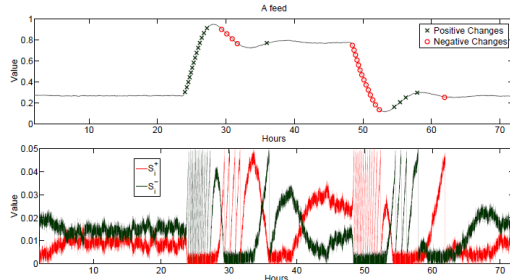 A feed
1
0.8
0.6
0.4
0.2
0
Value
Positive Changes
Negative Changes
10 20 30 40 50 60 70
Hours
0.05
0.04
0.03
0.02
0.01
0
Value
S_i^+
S_i^-
10 20 30 40 50 60 70
Hours